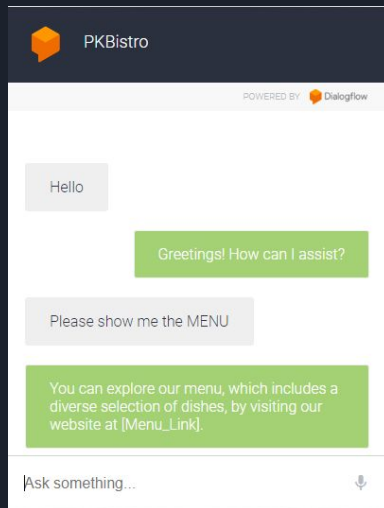 PKBistro
POWERED BY Dialogflow
Hello
Greetings! How can I assist?
Please show me the MENU
You can explore our menu, which includes a
diverse selection of dishes, by visiting our
website at [Menu_Link].
Ask something...